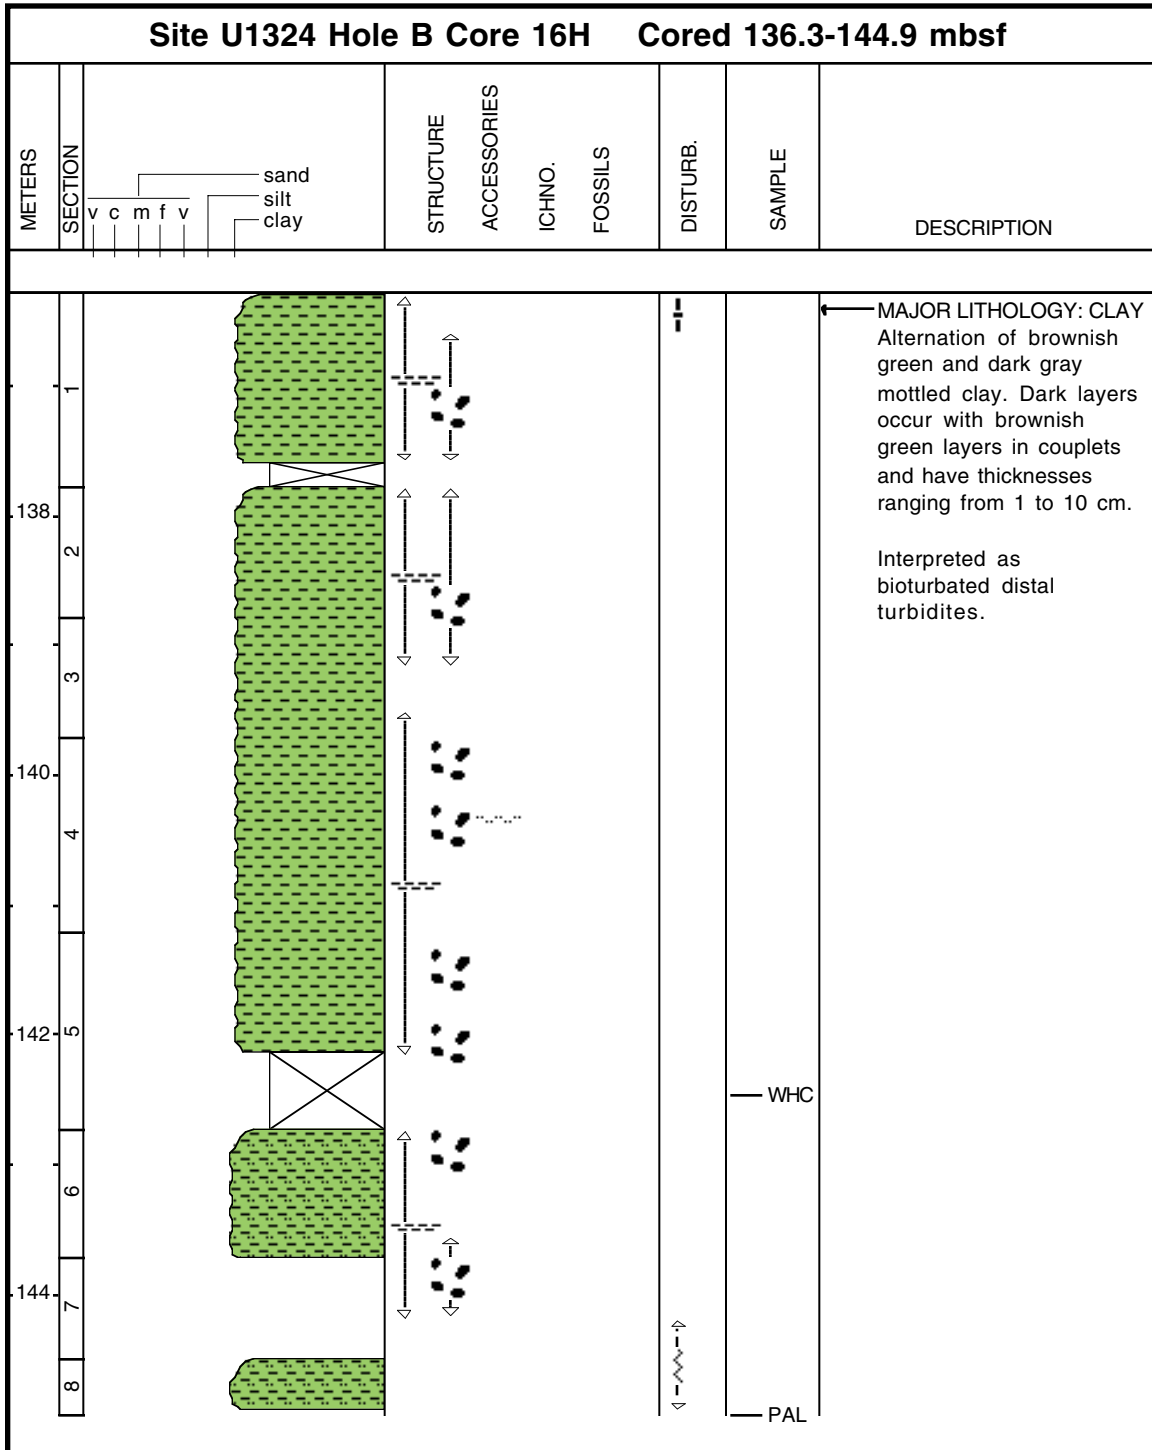 Site U1324 Hole B Core 16H Cored 136.3-144.9 mbsf
METERS
SECTION
v c m f v
sand
silt
clay
STRUCTURE
ACCESSORIES
ICHNO.
FOSSILS
DISTURB.
SAMPLE
DESCRIPTION
MAJOR LITHOLOGY: CLAY
Alternation of brownish
green and dark gray
mottled clay. Dark layers
occur with brownish
green layers in couplets
and have thicknesses
ranging from 1 to 10 cm.
Interpreted as
bioturbated distal
turbidites.
1
138
2
3
140
4
142
5
WHC
6
144
7
8
PAL